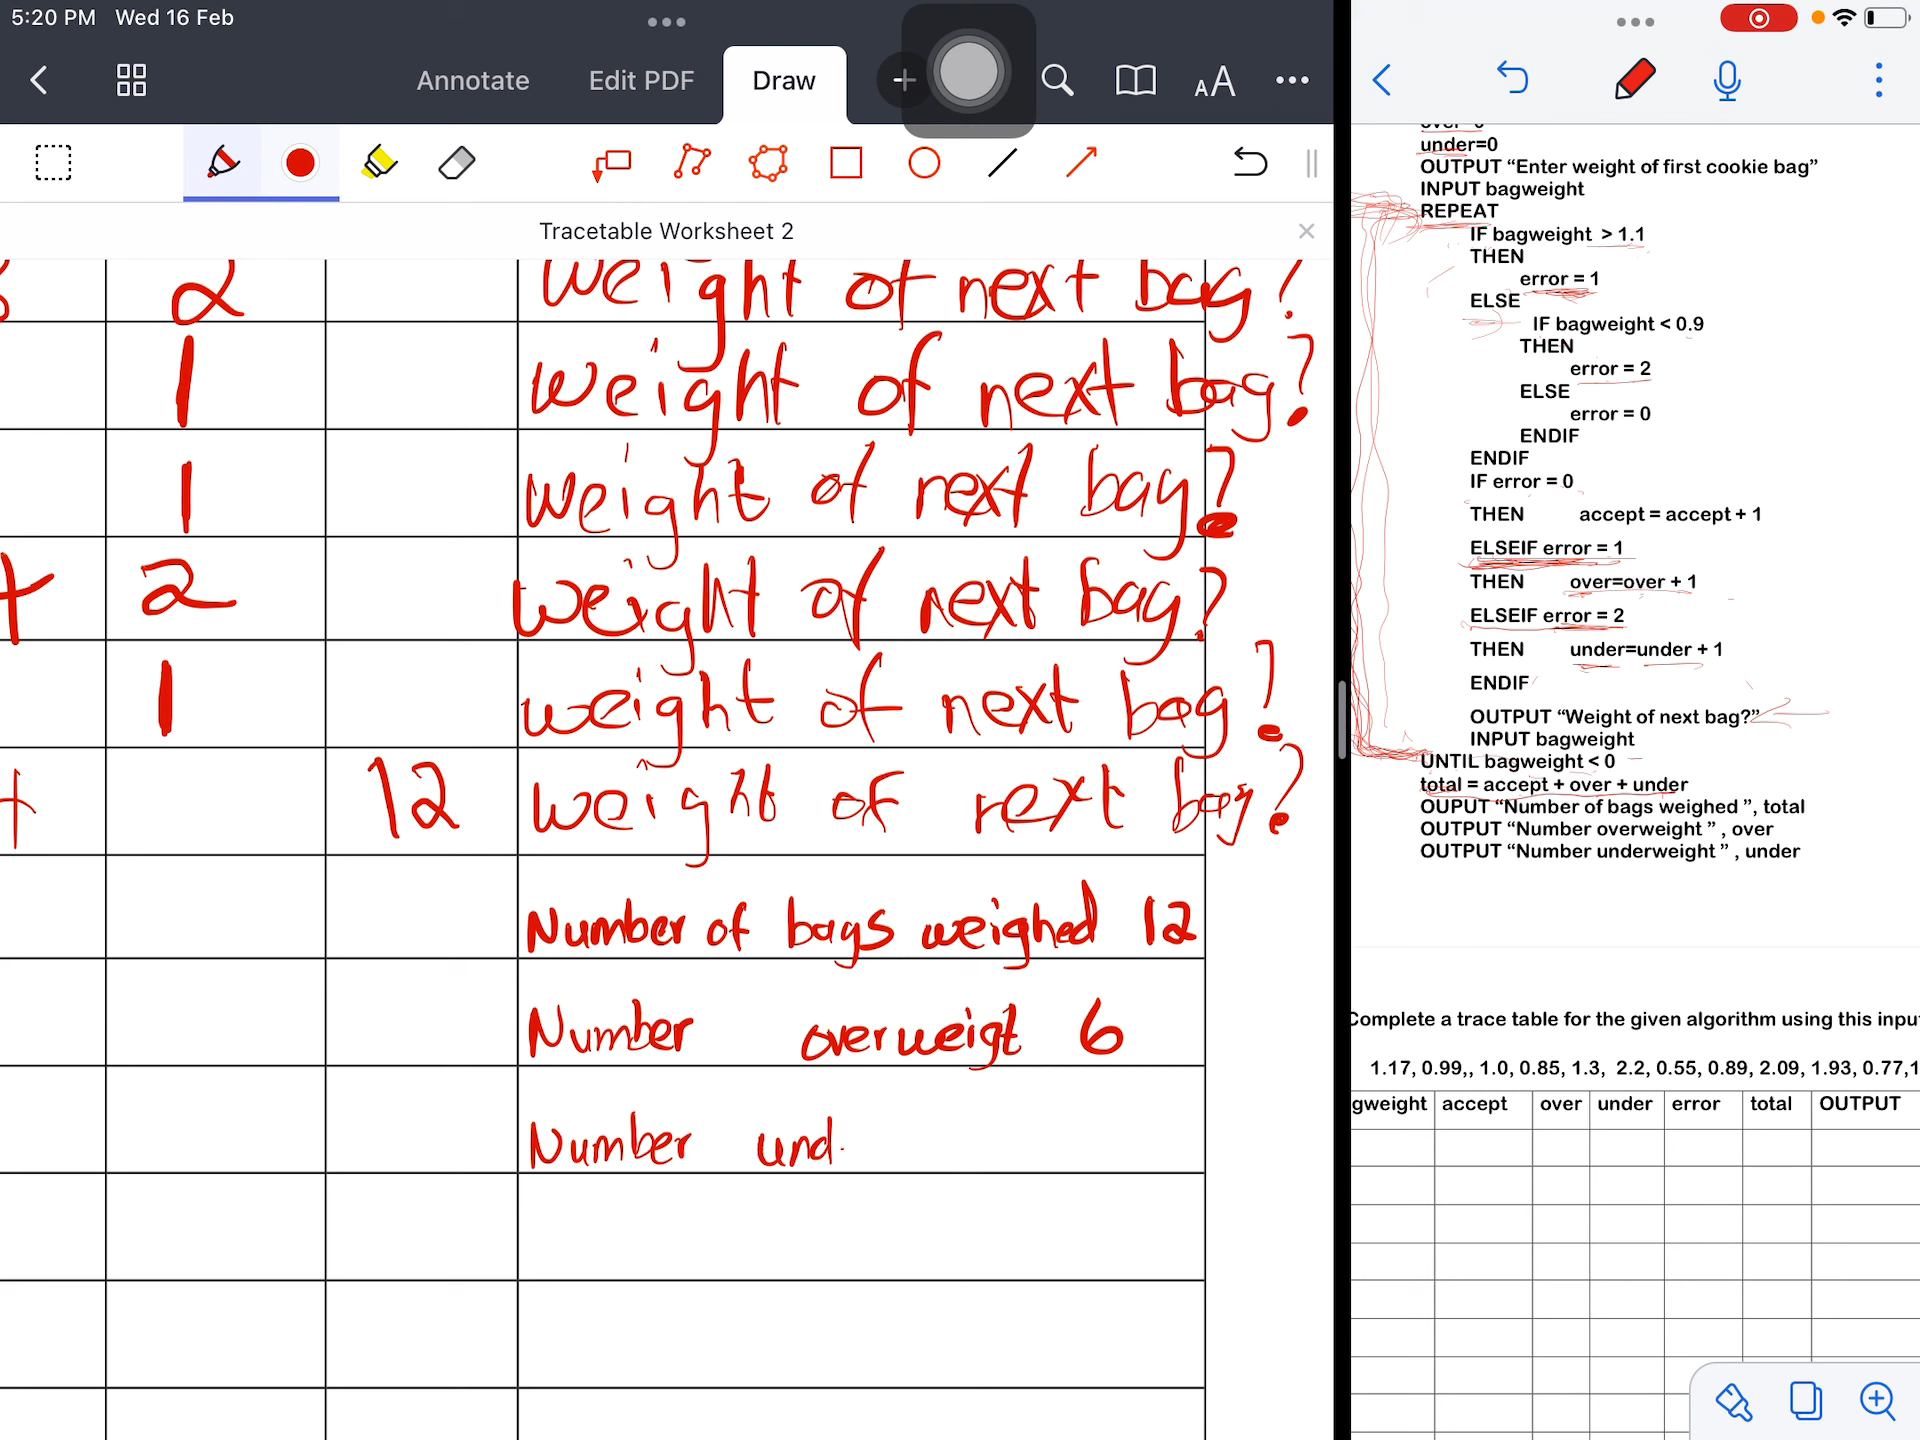 5:20 PM Wed 16 Feb
Annotate Edit PDF Draw
AA
Tracetable Worksheet 2
2 weight of next bag?
1 weight of next bag?
1 weight of next bag?
+ 2 weight of next bag?
1 weight of next bag?
+ 12 weight of next bag?
Number of bags weighed 12
Number overweigt 6
Number und
under=0
OUTPUT “Enter weight of first cookie bag”
INPUT bagweight
REPEAT
IF bagweight > 1.1
THEN
error = 1
ELSE
IF bagweight < 0.9
THEN
error = 2
ELSE
error = 0
ENDIF
ENDIF
IF error = 0
THEN accept = accept + 1
ELSEIF error = 1
THEN over=over + 1
ELSEIF error = 2
THEN under=under + 1
ENDIF
OUTPUT “Weight of next bag?”
INPUT bagweight
UNTIL bagweight < 0
total = accept + over + under
OUPUT “Number of bags weighed ”, total
OUTPUT “Number overweight ” , over
OUTPUT “Number underweight ” , under
Complete a trace table for the given algorithm using this input
1.17, 0.99,, 1.0, 0.85, 1.3, 2.2, 0.55, 0.89, 2.09, 1.93, 0.77,1
gweight accept over under error total OUTPUT